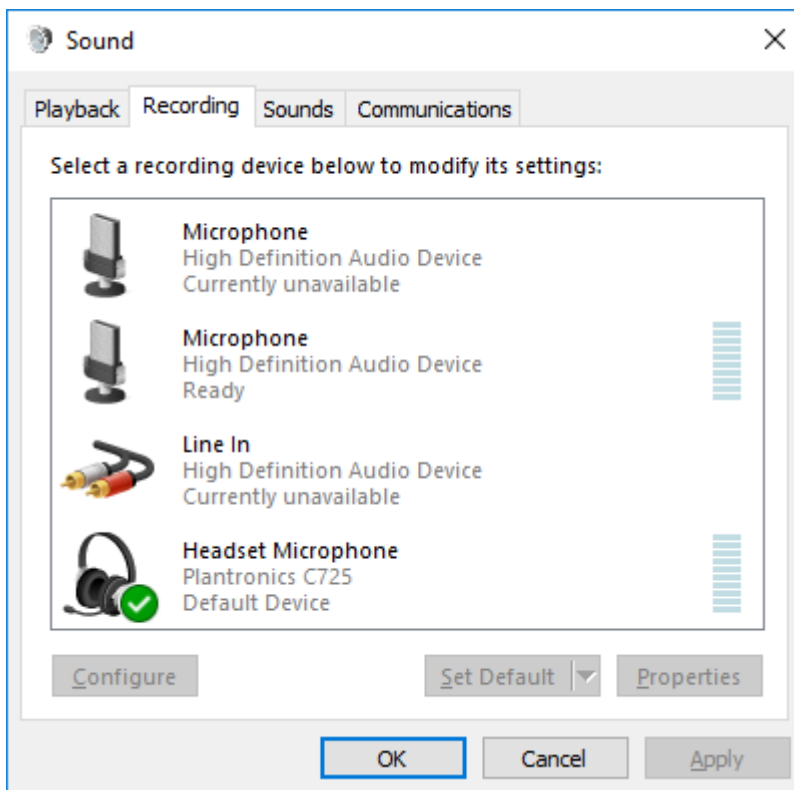 Sound
Playback Recording Sounds Communications
Select a recording device below to modify its settings:
Microphone
High Definition Audio Device
Currently unavailable
Microphone
High Definition Audio Device
Ready
Line In
High Definition Audio Device
Currently unavailable
Headset Microphone
Plantronics C725
Default Device
Configure Set Default Properties
OK Cancel Apply